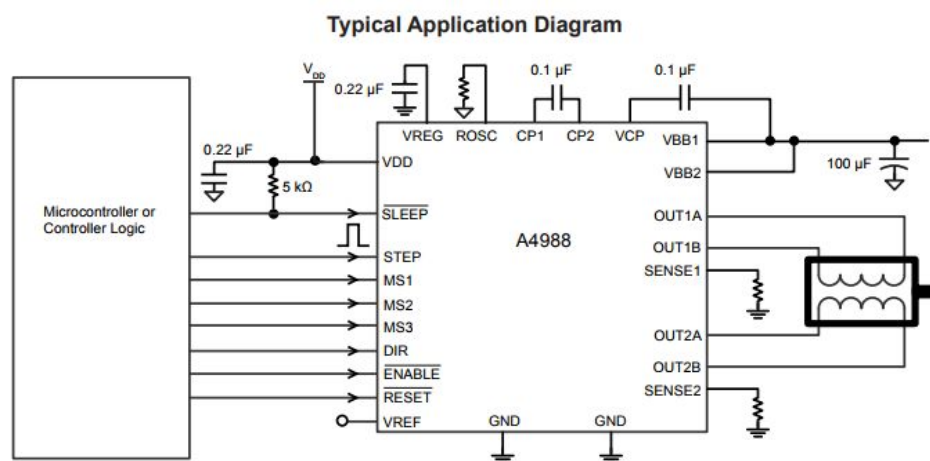 Typical Application Diagram
V_DD
0.22 µF
0.1 µF
0.1 µF
VREG
ROSC
CP1
CP2
VCP
0.22 µF
VDD
VBB1
5 kΩ
VBB2
100 µF
Microcontroller or
Controller Logic
SLEEP
OUT1A
A4988
OUT1B
STEP
SENSE1
MS1
MS2
MS3
OUT2A
DIR
OUT2B
ENABLE
SENSE2
RESET
VREF
GND
GND